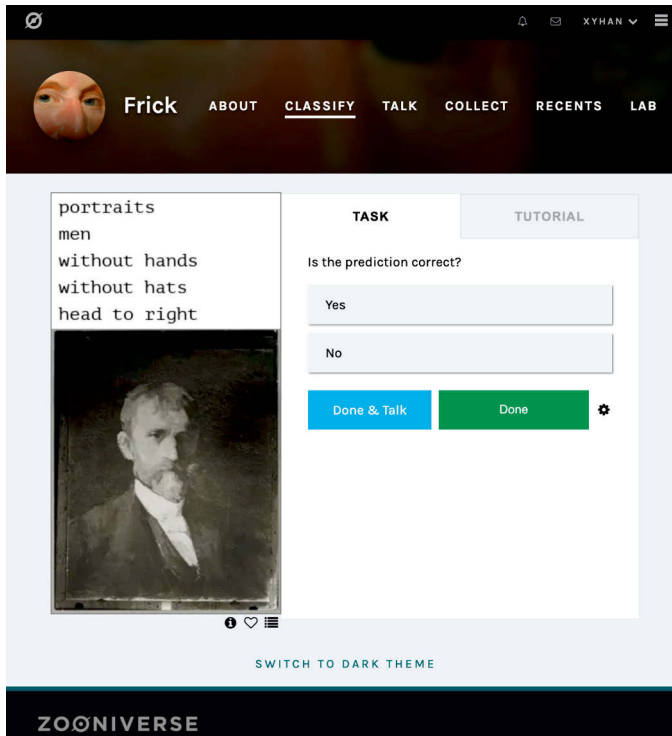 XYHAN
Frick
ABOUT CLASSIFY TALK COLLECT RECENTS LAB
portraits
men
without hands
without hats
head to right
TASK
TUTORIAL
Is the prediction correct?
Yes
No
Done & Talk
Done
SWITCH TO DARK THEME
ZOONIVERSE